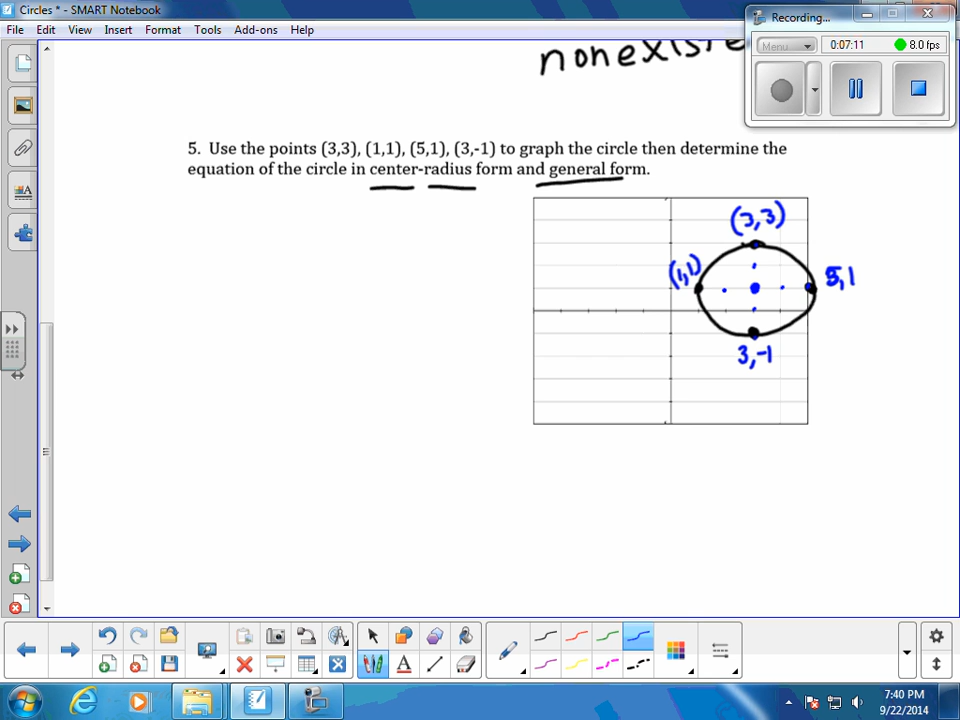 Circles * - SMART Notebook
File Edit View Insert Format Tools Add-ons Help
Recording...
Menu
0:07:11
8.0 fps
5. Use the points (3,3), (1,1), (5,1), (3,-1) to graph the circle then determine the
equation of the circle in center-radius form and general form.
(3,3)
(1,1)
5,1
3,-1
7:40 PM
9/22/2014